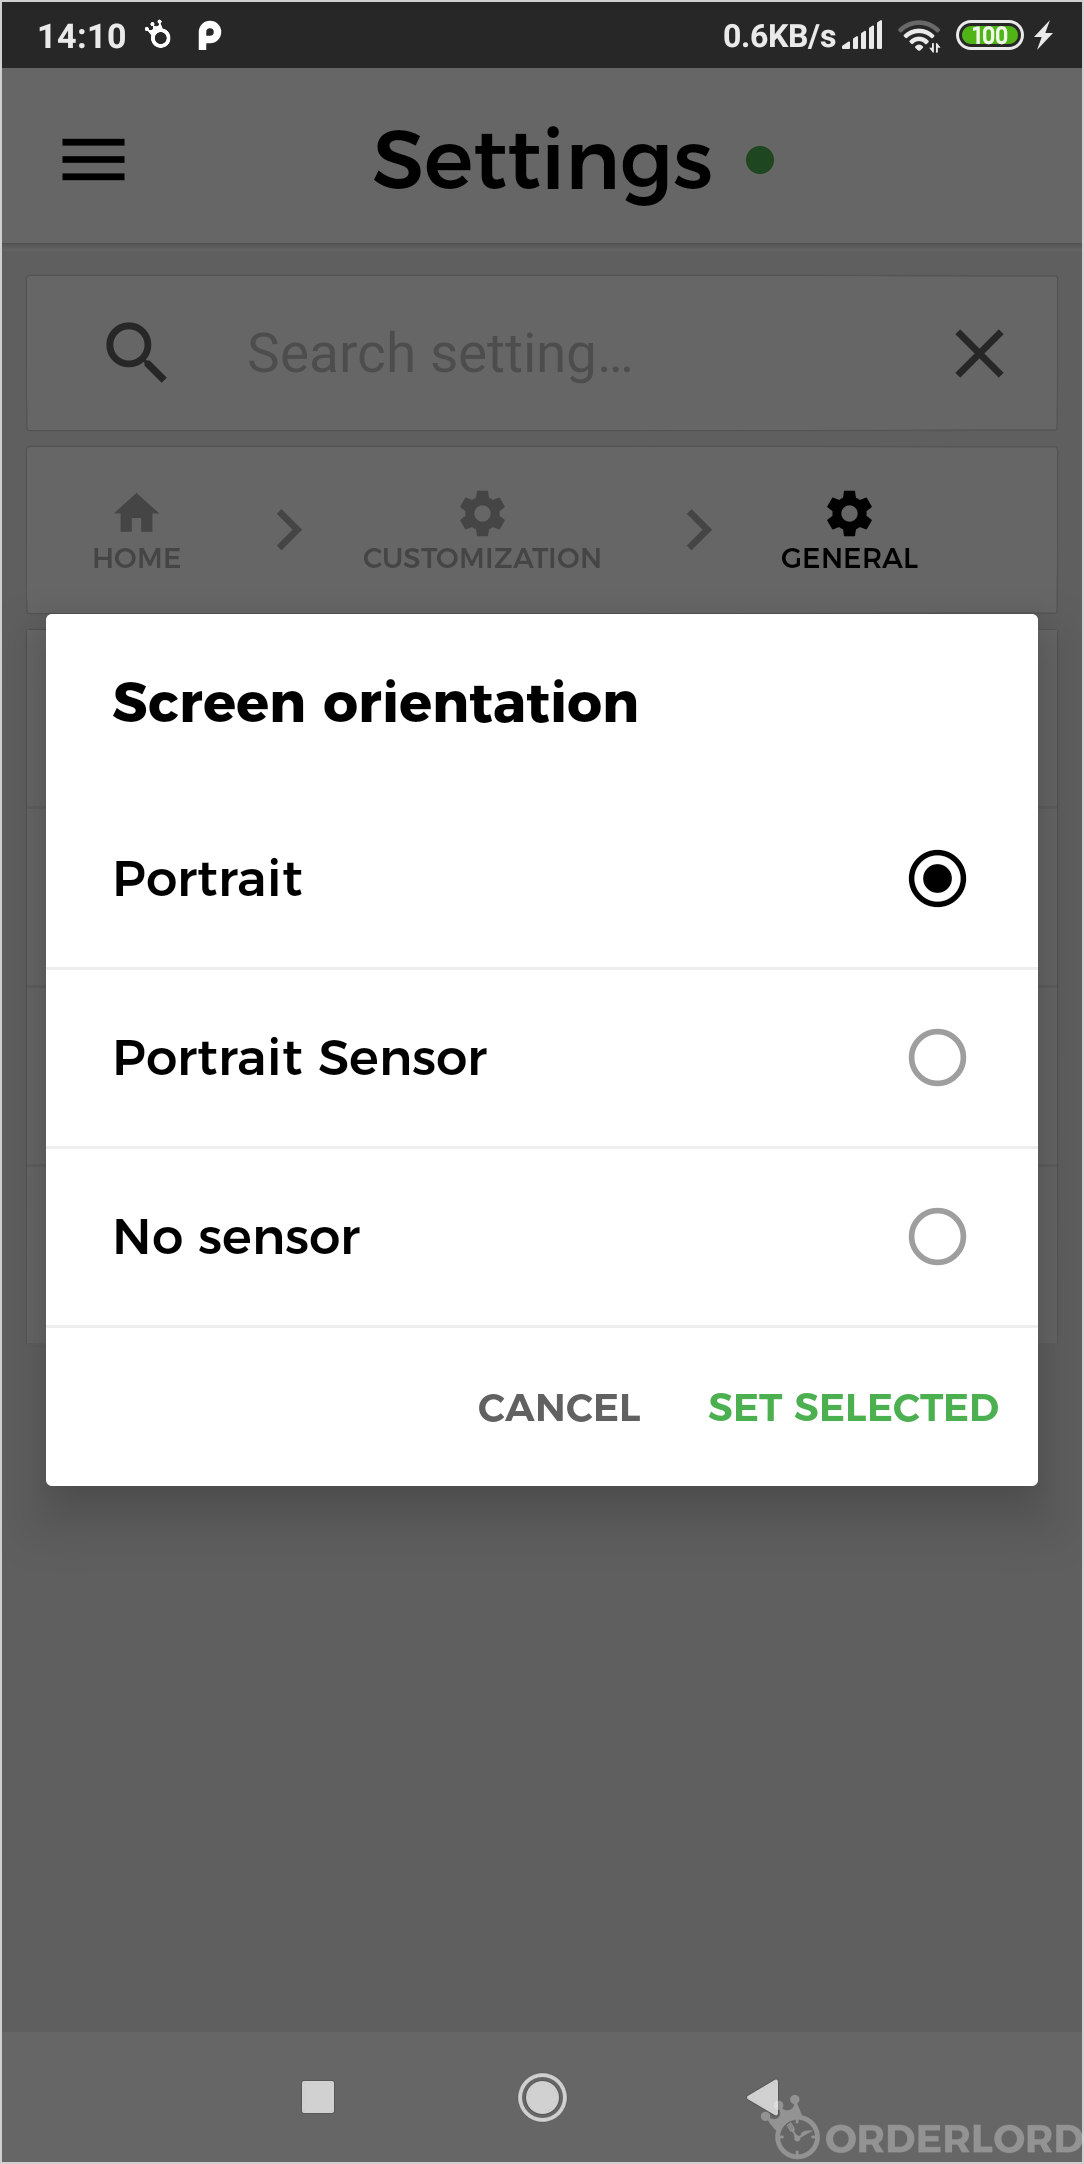 14:10 0.6KB/s 100
Settings
Search setting...
HOME CUSTOMIZATION GENERAL
Screen orientation
Portrait
Portrait Sensor
No sensor
CANCEL SET SELECTED
ORDERLORD